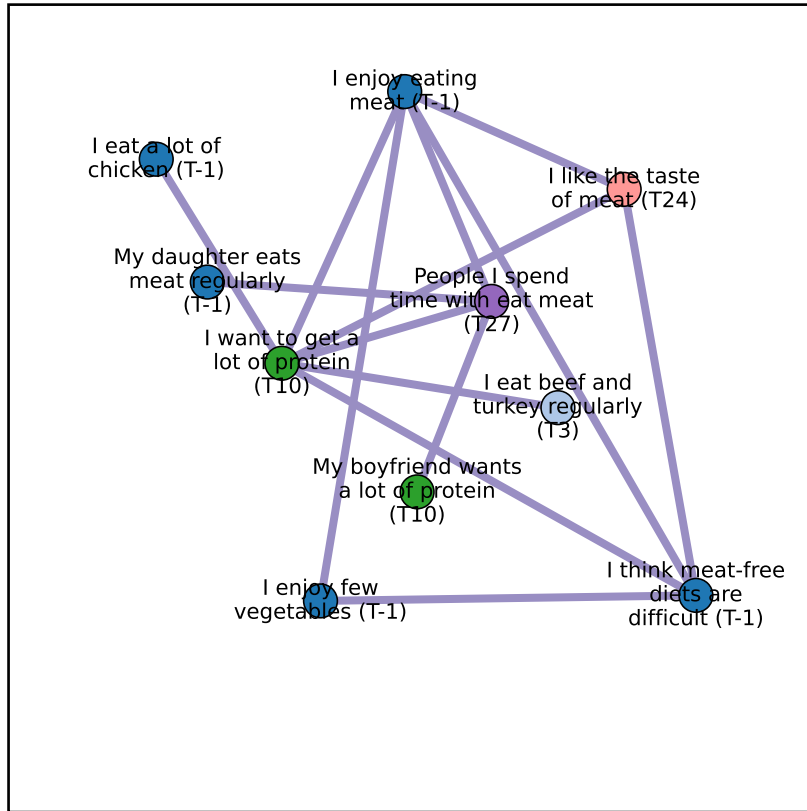 I enjoy eating
meat (T-1)
I eat a lot of
chicken (T-1)
I like the taste
of meat (T24)
My daughter eats
meat regularly
(T-1)
People I spend
time with eat meat
(T27)
I want to get a
lot of protein
(T10)
I eat beef and
turkey regularly
(T3)
My boyfriend wants
a lot of protein
(T10)
I think meat-free
diets are
difficult (T-1)
I enjoy few
vegetables (T-1)